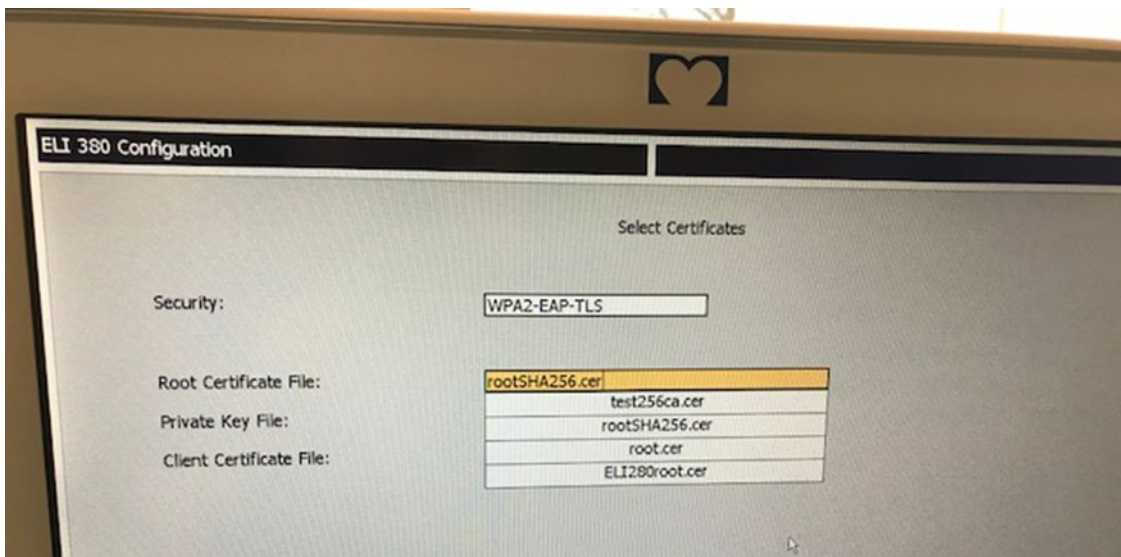 ELI 380 Configuration
Select Certificates
Security:
WPA2-EAP-TLS
Root Certificate File:
rootSHA256.cer
test256ca.cer
Private Key File:
rootSHA256.cer
root.cer
Client Certificate File:
ELI280root.cer